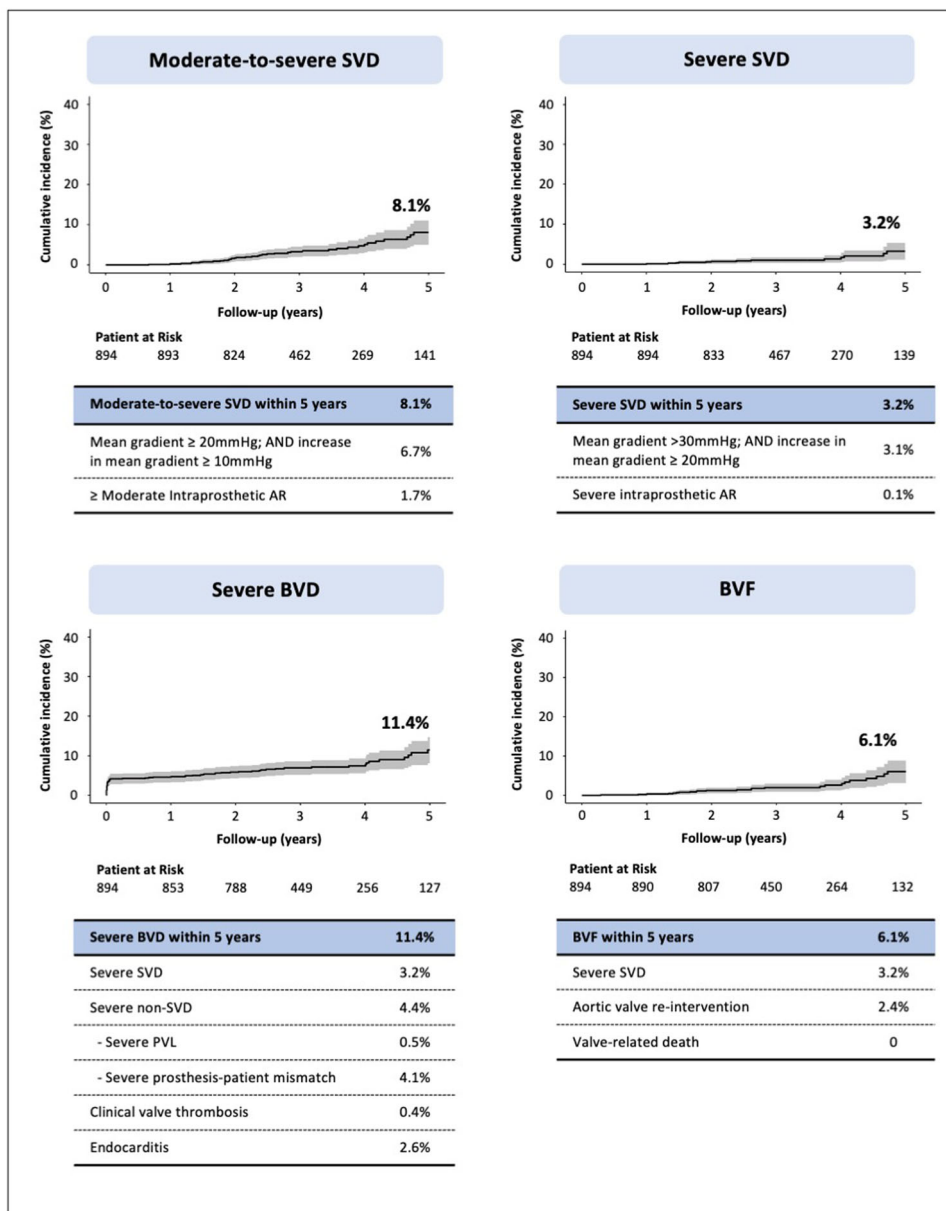 Moderate-to-severe SVD
Cumulative incidence (%)
40
30
20
10
0
8.1%
0 1 2 3 4 5
Follow-up (years)
Patient at Risk
894 893 824 462 269 141
Moderate-to-severe SVD within 5 years 8.1%
Mean gradient ≥ 20mmHg; AND increase
in mean gradient ≥ 10mmHg 6.7%
≥ Moderate Intraprosthetic AR 1.7%
Severe SVD
Cumulative incidence (%)
40
30
20
10
0
3.2%
0 1 2 3 4 5
Follow-up (years)
Patient at Risk
894 894 833 467 270 139
Severe SVD within 5 years 3.2%
Mean gradient >30mmHg; AND increase in
mean gradient ≥ 20mmHg 3.1%
Severe intraprosthetic AR 0.1%
Severe BVD
Cumulative incidence (%)
40
30
20
10
0
11.4%
0 1 2 3 4 5
Follow-up (years)
Patient at Risk
894 853 788 449 256 127
Severe BVD within 5 years 11.4%
Severe SVD 3.2%
Severe non-SVD 4.4%
- Severe PVL 0.5%
- Severe prosthesis-patient mismatch 4.1%
Clinical valve thrombosis 0.4%
Endocarditis 2.6%
BVF
Cumulative incidence (%)
40
30
20
10
0
6.1%
0 1 2 3 4 5
Follow-up (years)
Patient at Risk
894 890 807 450 264 132
BVF within 5 years 6.1%
Severe SVD 3.2%
Aortic valve re-intervention 2.4%
Valve-related death 0